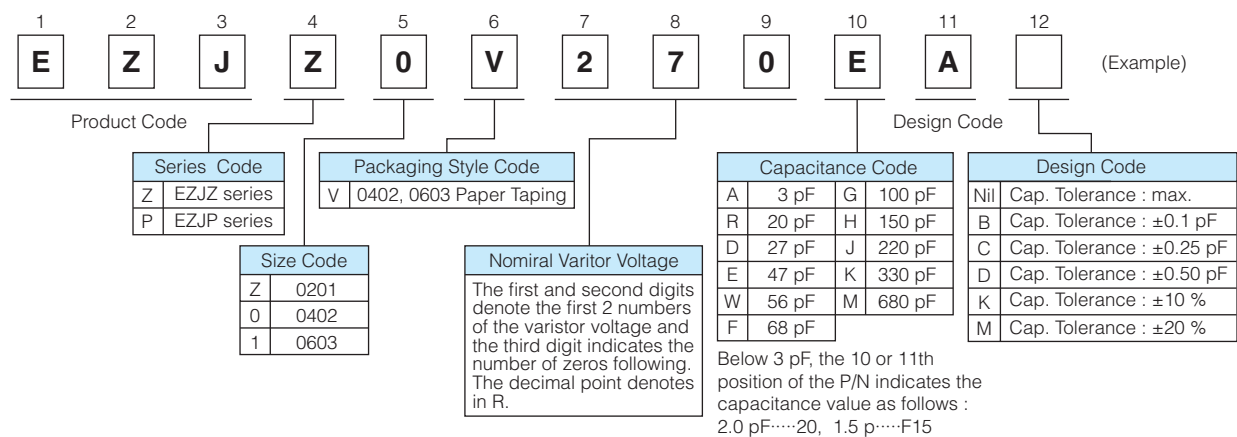 1 2 3 4 5 6 7 8 9 10 11 12
E Z J Z 0 V 2 7 0 E A (Example)
Product Code
Design Code
Series Code
Z EZJZ series
P EZJP series
Packaging Style Code
V 0402, 0603 Paper Taping
Size Code
Z 0201
0 0402
1 0603
Nomiral Varitor Voltage
The first and second digits
denote the first 2 numbers
of the varistor voltage and
the third digit indicates the
number of zeros following.
The decimal point denotes
in R.
Capacitance Code
A 3 pF G 100 pF
R 20 pF H 150 pF
D 27 pF J 220 pF
E 47 pF K 330 pF
W 56 pF M 680 pF
F 68 pF
Below 3 pF, the 10 or 11th
position of the P/N indicates the
capacitance value as follows :
2.0 pF·····20, 1.5 p·····F15
Design Code
Nil Cap. Tolerance : max.
B Cap. Tolerance : ±0.1 pF
C Cap. Tolerance : ±0.25 pF
D Cap. Tolerance : ±0.50 pF
K Cap. Tolerance : ±10 %
M Cap. Tolerance : ±20 %